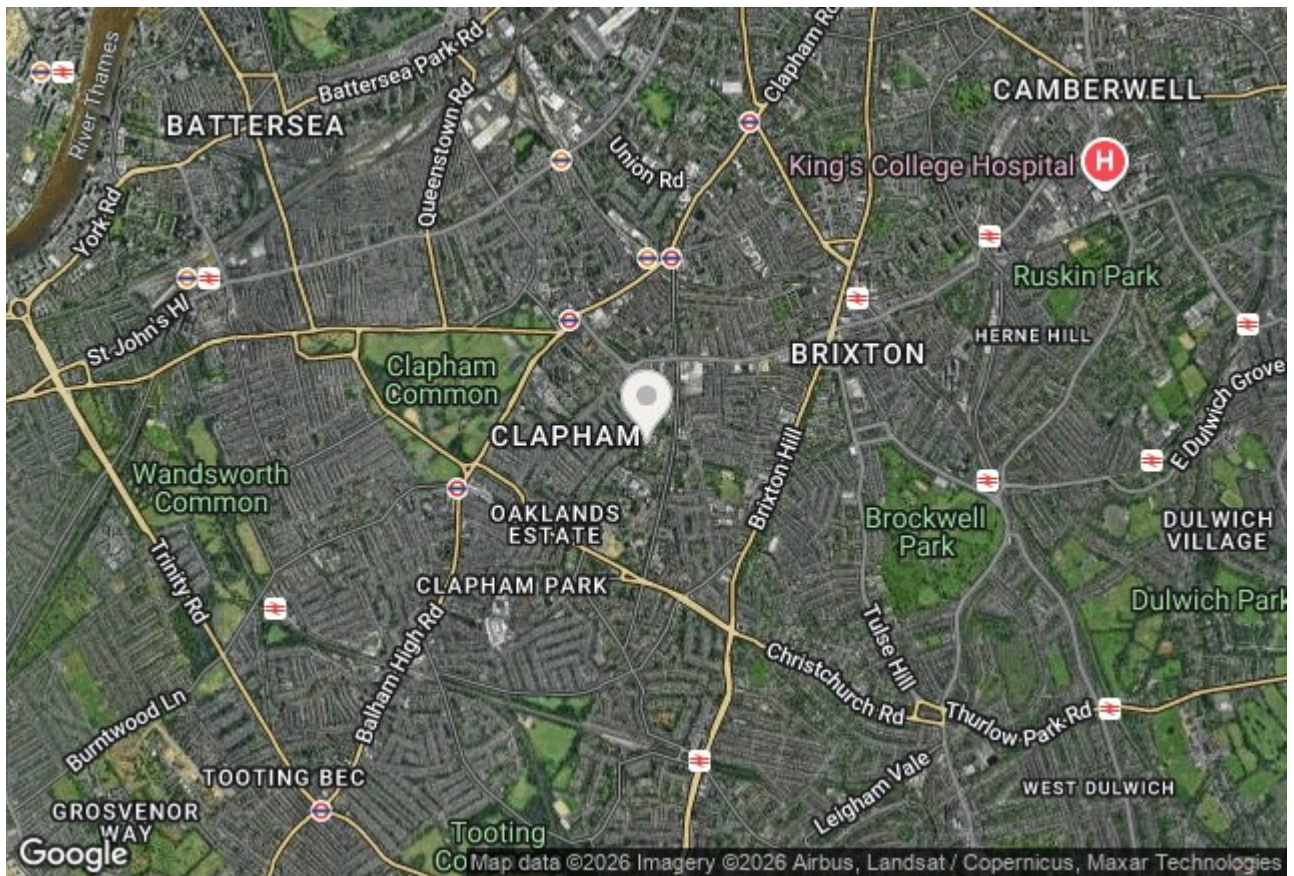 Battersea Park Rd
Clapham Rd
River Thames
BATTERSEA
CAMBERWELL
Queenstown Rd
Union Rd
King's College Hospital
H
York Rd
St John's H
Ruskin Park
HERNE HILL
BRIXTON
Clapham
Common
CLAPHAM
E Dulwich Grove
Wandsworth
Common
Brixton Hill
OAKLANDS
ESTATE
Brockwell
Park
DULWICH
VILLAGE
Trinity Rd
CLAPHAM PARK
Dulwich Park
Balham High Rd
Tulse Hill
Christchurch Rd
Thurlow Park Rd
Burntwood Ln
TOOTING BEC
Leigham Vale
WEST DULWICH
GROSVENOR
WAY
Tooting
Co
Google
Map data ©2026 Imagery ©2026 Airbus, Landsat / Copernicus, Maxar Technologies